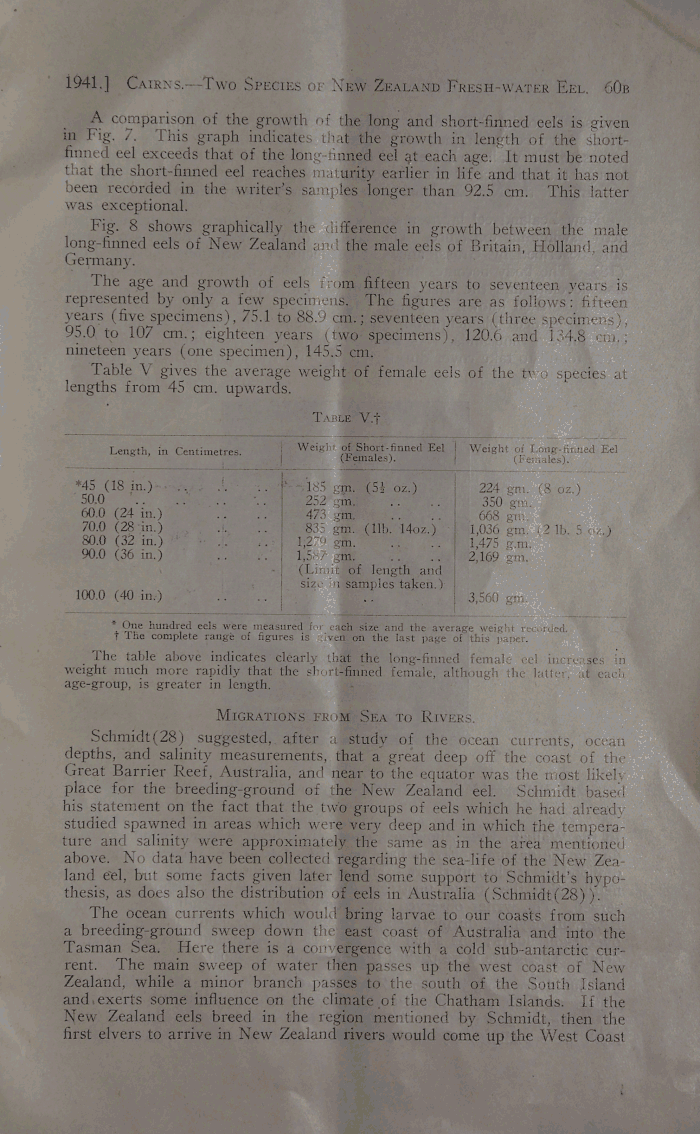 1941.] CAIRNS.—TWO SPECIES OF NEW ZEALAND FRESH-WATER EEL. 60B
A comparison of the growth of the long and short-finned eels is given
in Fig. 7. This graph indicates that the growth in length of the short-
finned eel exceeds that of the long-finned eel at each age. It must be noted
that the short-finned eel reaches maturity earlier in life and that it has not
been recorded in the writer's samples longer than 92.5 cm. This latter
was exceptional.
Fig. 8 shows graphically the difference in growth between the male
long-finned eels of New Zealand and the male eels of Britain, Holland, and
Germany.
The age and growth of eels from fifteen years to seventeen years is
represented by only a few specimens. The figures are as follows: fifteen
years (five specimens), 75.1 to 88.9 cm.; seventeen years (three specimens),
95.0 to 107 cm.; eighteen years (two specimens), 120.6 and 134.8 cm.;
nineteen years (one specimen), 145.5 cm.
Table V gives the average weight of female eels of the two species at
lengths from 45 cm. upwards.
TABLE V.†
Length, in Centimetres. Weight of Short-finned Eel (Females). Weight of Long-finned Eel (Females).
*45 (18 in.) .. .. .. 185 gm. (5½ oz.) 224 gm. (8 oz.)
50.0 .. .. .. 252 gm. .. .. 350 gm.
60.0 (24 in.) .. .. 473 gm. .. .. 668 gm.
70.0 (28 in.) .. .. 835 gm. (1lb. 14oz.) 1,036 gm. (2 lb. 5 oz.)
80.0 (32 in.) .. .. 1,279 gm. .. .. 1,475 g.m.
90.0 (36 in.) .. .. 1,587 gm. .. .. 2,169 gm.
(Limit of length and
size in samples taken.)
100.0 (40 in.) .. .. .. 3,560 gm.
* One hundred eels were measured for each size and the average weight recorded.
† The complete range of figures is given on the last page of this paper.
The table above indicates clearly that the long-finned female eel increases in
weight much more rapidly that the short-finned female, although the latter, at each
age-group, is greater in length.
MIGRATIONS FROM SEA TO RIVERS.
Schmidt(28) suggested, after a study of the ocean currents, ocean
depths, and salinity measurements, that a great deep off the coast of the
Great Barrier Reef, Australia, and near to the equator was the most likely
place for the breeding-ground of the New Zealand eel. Schmidt based
his statement on the fact that the two groups of eels which he had already
studied spawned in areas which were very deep and in which the tempera-
ture and salinity were approximately the same as in the area mentioned
above. No data have been collected regarding the sea-life of the New Zea-
land eel, but some facts given later lend some support to Schmidt's hypo-
thesis, as does also the distribution of eels in Australia (Schmidt(28)).
The ocean currents which would bring larvae to our coasts from such
a breeding-ground sweep down the east coast of Australia and into the
Tasman Sea. Here there is a convergence with a cold sub-antarctic cur-
rent. The main sweep of water then passes up the west coast of New
Zealand, while a minor branch passes to the south of the South Island
and exerts some influence on the climate of the Chatham Islands. If the
New Zealand eels breed in the region mentioned by Schmidt, then the
first elvers to arrive in New Zealand rivers would come up the West Coast